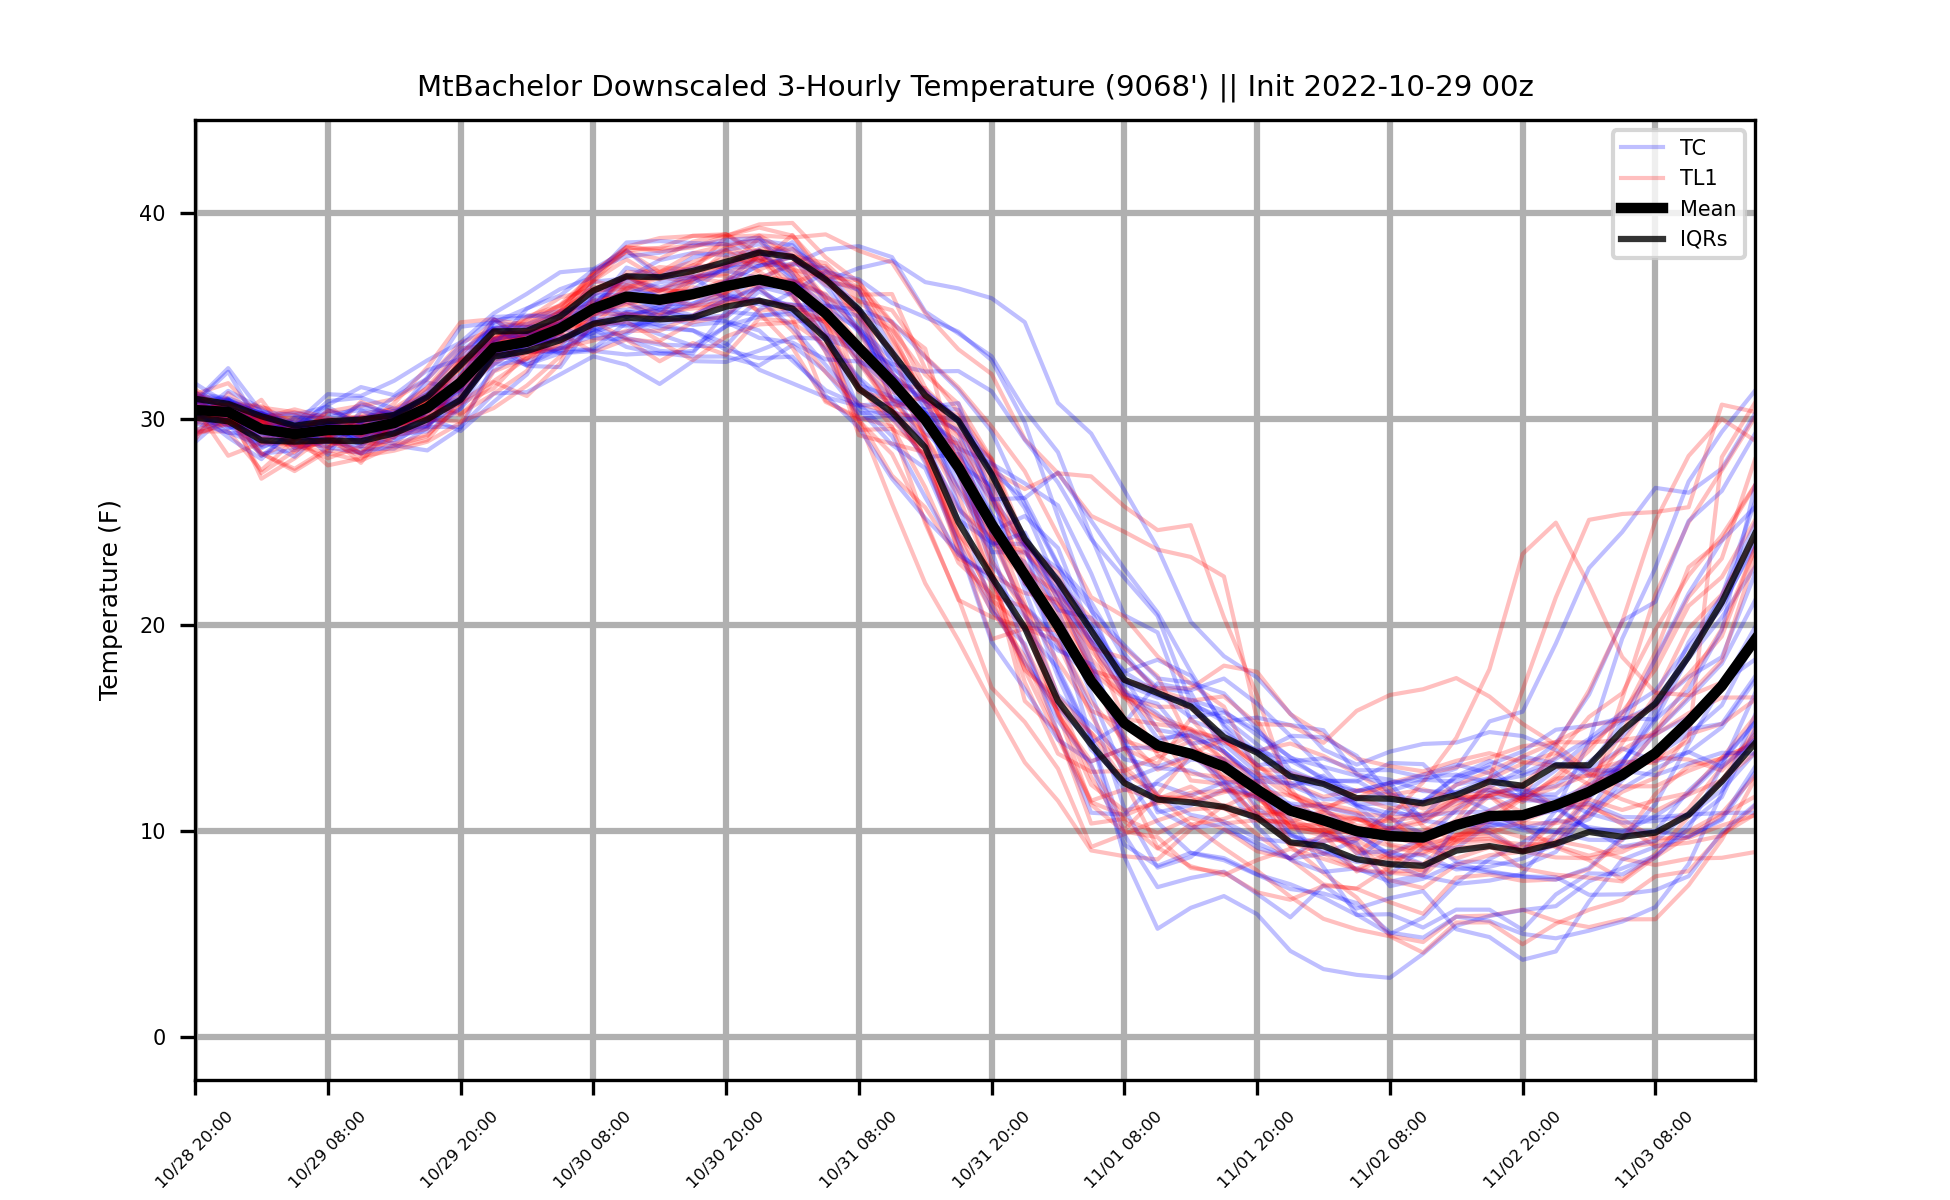 MtBachelor Downscaled 3-Hourly Temperature (9068') || Init 2022-10-29 00z
TC
TL1
Mean
IQRs
Temperature (F)
40
30
20
10
0
10/28 20:00
10/29 08:00
10/29 20:00
10/30 08:00
10/30 20:00
10/31 08:00
10/31 20:00
11/01 08:00
11/01 20:00
11/02 08:00
11/02 20:00
11/03 08:00